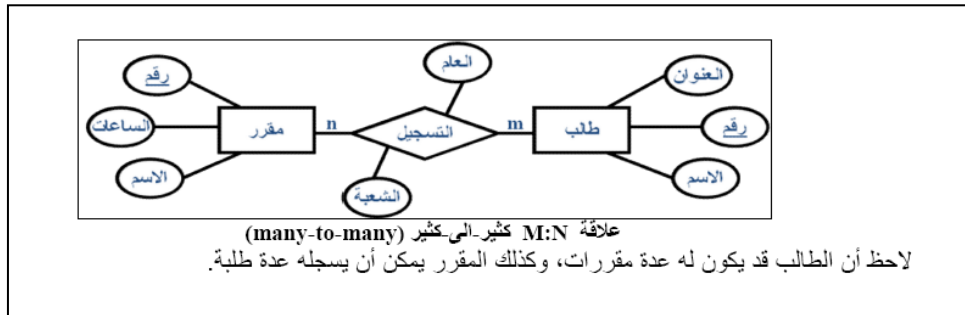 العام
العنوان
رقم
طالب
m
التسجيل
n
مقرر
رقم
الساعات
الاسم
الاسم
الشعبة
علاقة M:N كثير-الى-كثير (many-to-many)
لاحظ أن الطالب قد يكون له عدة مقررات، وكذلك المقرر يمكن أن يسجله عدة طلبة.